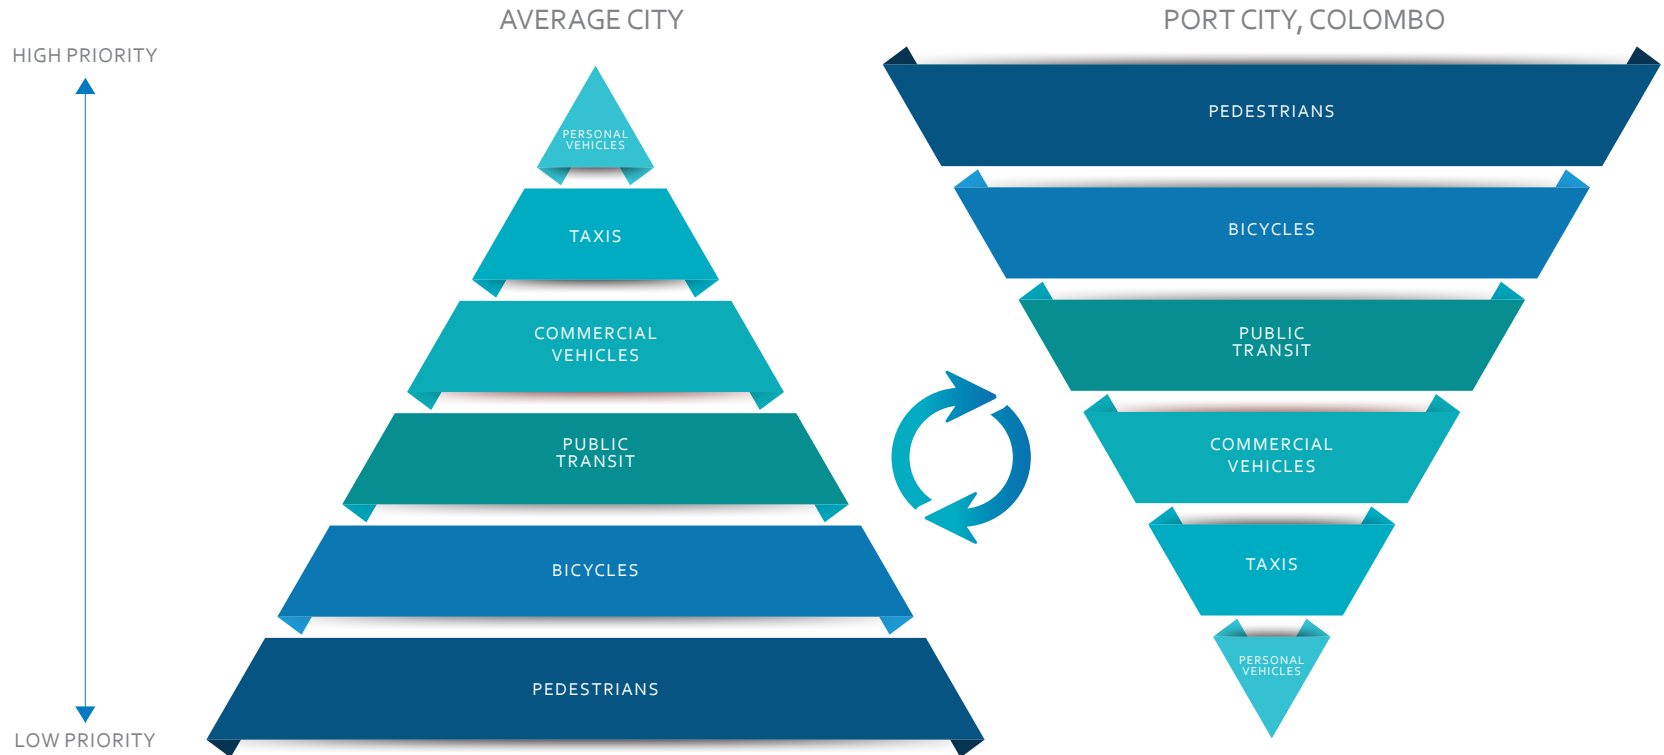 AVERAGE CITY
PORT CITY, COLOMBO
HIGH PRIORITY
LOW PRIORITY
PERSONAL
VEHICLES
TAXIS
COMMERCIAL
VEHICLES
PUBLIC
TRANSIT
BICYCLES
PEDESTRIANS
PEDESTRIANS
BICYCLES
PUBLIC
TRANSIT
COMMERCIAL
VEHICLES
TAXIS
PERSONAL
VEHICLES